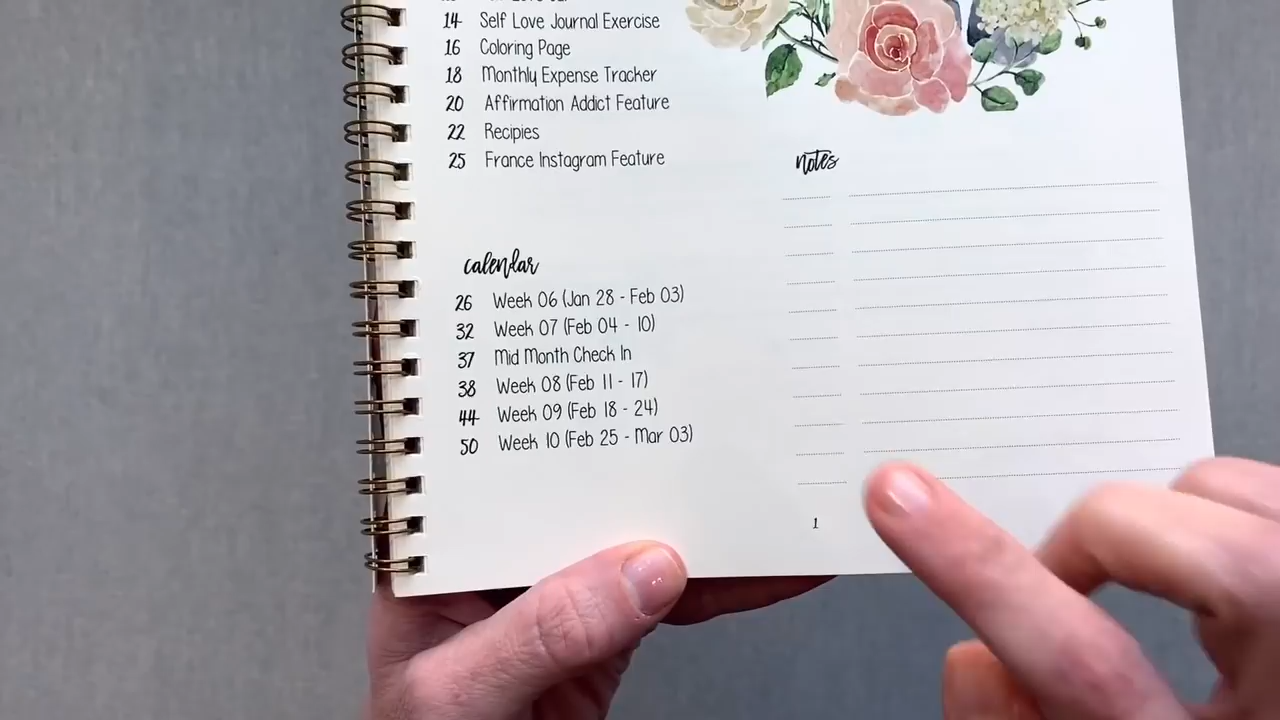 14 Self Love Journal Exercise
16 Coloring Page
18 Monthly Expense Tracker
20 Affirmation Addict Feature
22 Recipies
25 France Instagram Feature
calendar
26 Week 06 (Jan 28 - Feb 03)
32 Week 07 (Feb 04 - 10)
37 Mid Month Check In
38 Week 08 (Feb 11 - 17)
44 Week 09 (Feb 18 - 24)
50 Week 10 (Feb 25 - Mar 03)
notes
1